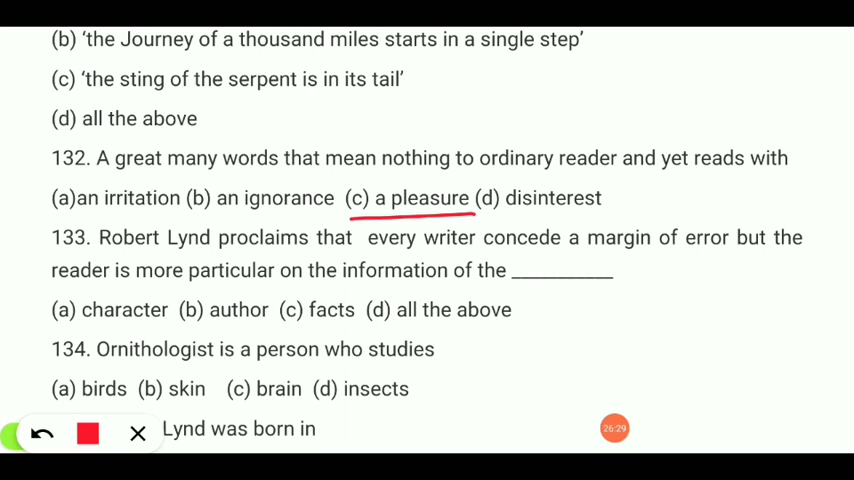 (b) ‘the Journey of a thousand miles starts in a single step’
(c) ‘the sting of the serpent is in its tail’
(d) all the above
132. A great many words that mean nothing to ordinary reader and yet reads with
(a)an irritation (b) an ignorance (c) a pleasure (d) disinterest
133. Robert Lynd proclaims that every writer concede a margin of error but the
reader is more particular on the information of the ___________
(a) character (b) author (c) facts (d) all the above
134. Ornithologist is a person who studies
(a) birds (b) skin (c) brain (d) insects
Lynd was born in
26:29